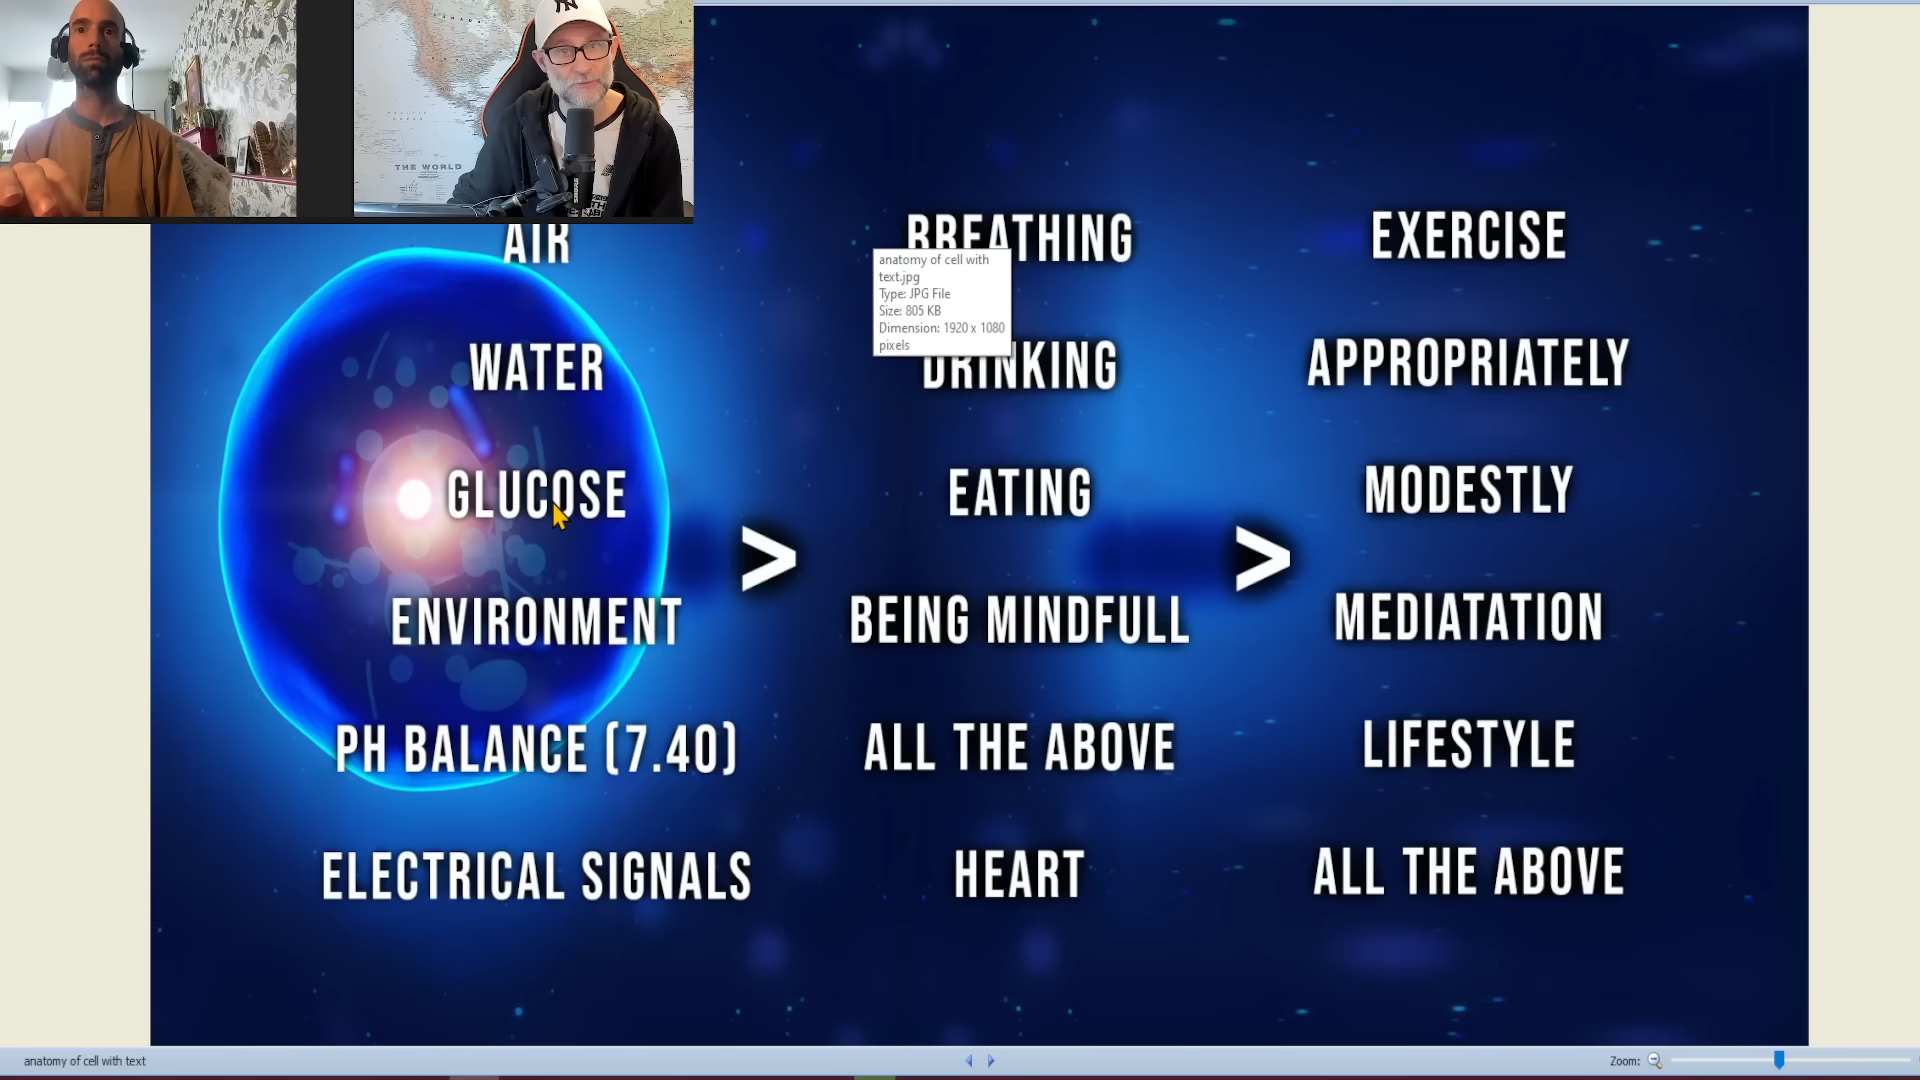 THE WORLD
AIR
BREATHING
EXERCISE
anatomy of cell with
text.jpg
Type: JPG File
Size: 805 KB
Dimension: 1920 x 1080
pixels
WATER
DRINKING
APPROPRIATELY
GLUCOSE
EATING
MODESTLY
>
>
ENVIRONMENT
BEING MINDFULL
MEDIATATION
PH BALANCE (7.40)
ALL THE ABOVE
LIFESTYLE
ELECTRICAL SIGNALS
HEART
ALL THE ABOVE
anatomy of cell with text
Zoom: